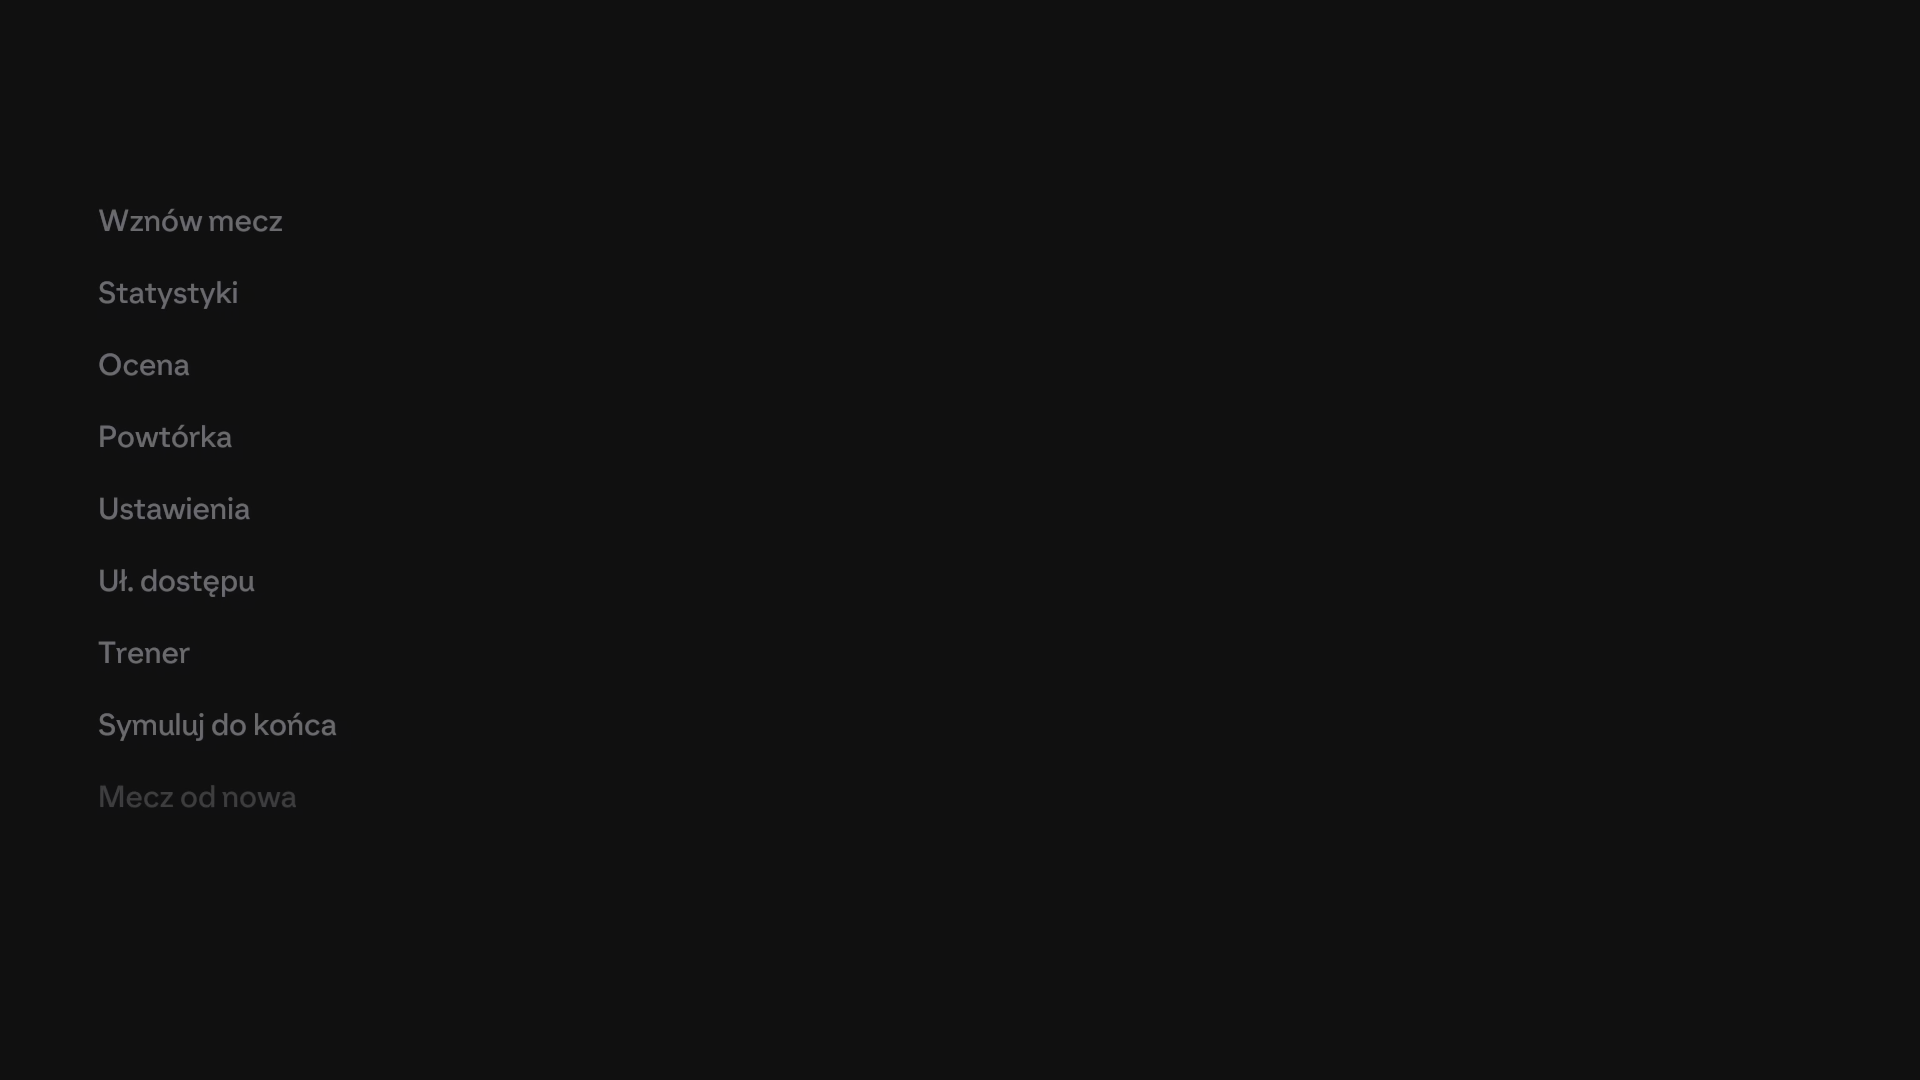 Wznów mecz
Statystyki
Ocena
Powtórka
Ustawienia
Uł. dostępu
Trener
Symuluj do końca
Mecz od nowa